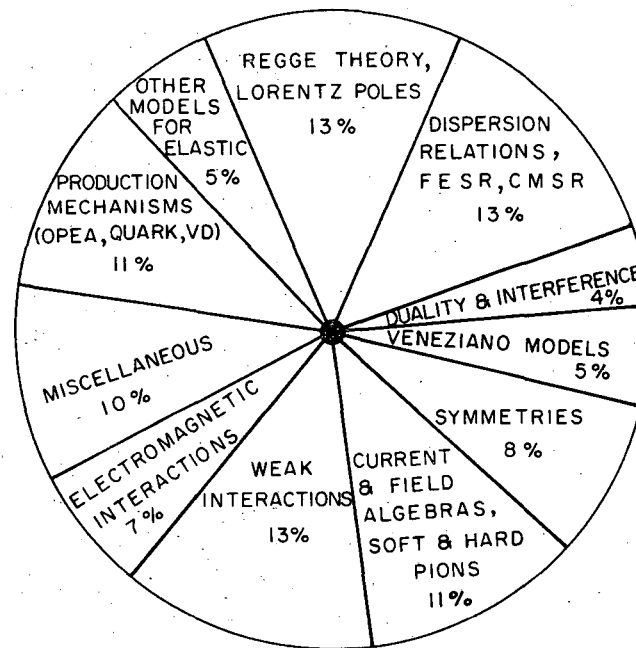 REGGE THEORY,
LORENTZ POLES
13%
DISPERSION
RELATIONS,
FESR, CMSR
13%
DUALITY & INTERFERENCE
4%
VENEZIANO MODELS
5%
SYMMETRIES
8%
CURRENT
& FIELD
ALGEBRAS,
SOFT & HARD
PIONS
11%
WEAK
INTERACTIONS
13%
ELECTROMAGNETIC
INTERACTIONS
7%
MISCELLANEOUS
10%
PRODUCTION
MECHANISMS
(OPEA, QUARK, VD)
11%
OTHER
MODELS
FOR
ELASTIC
5%